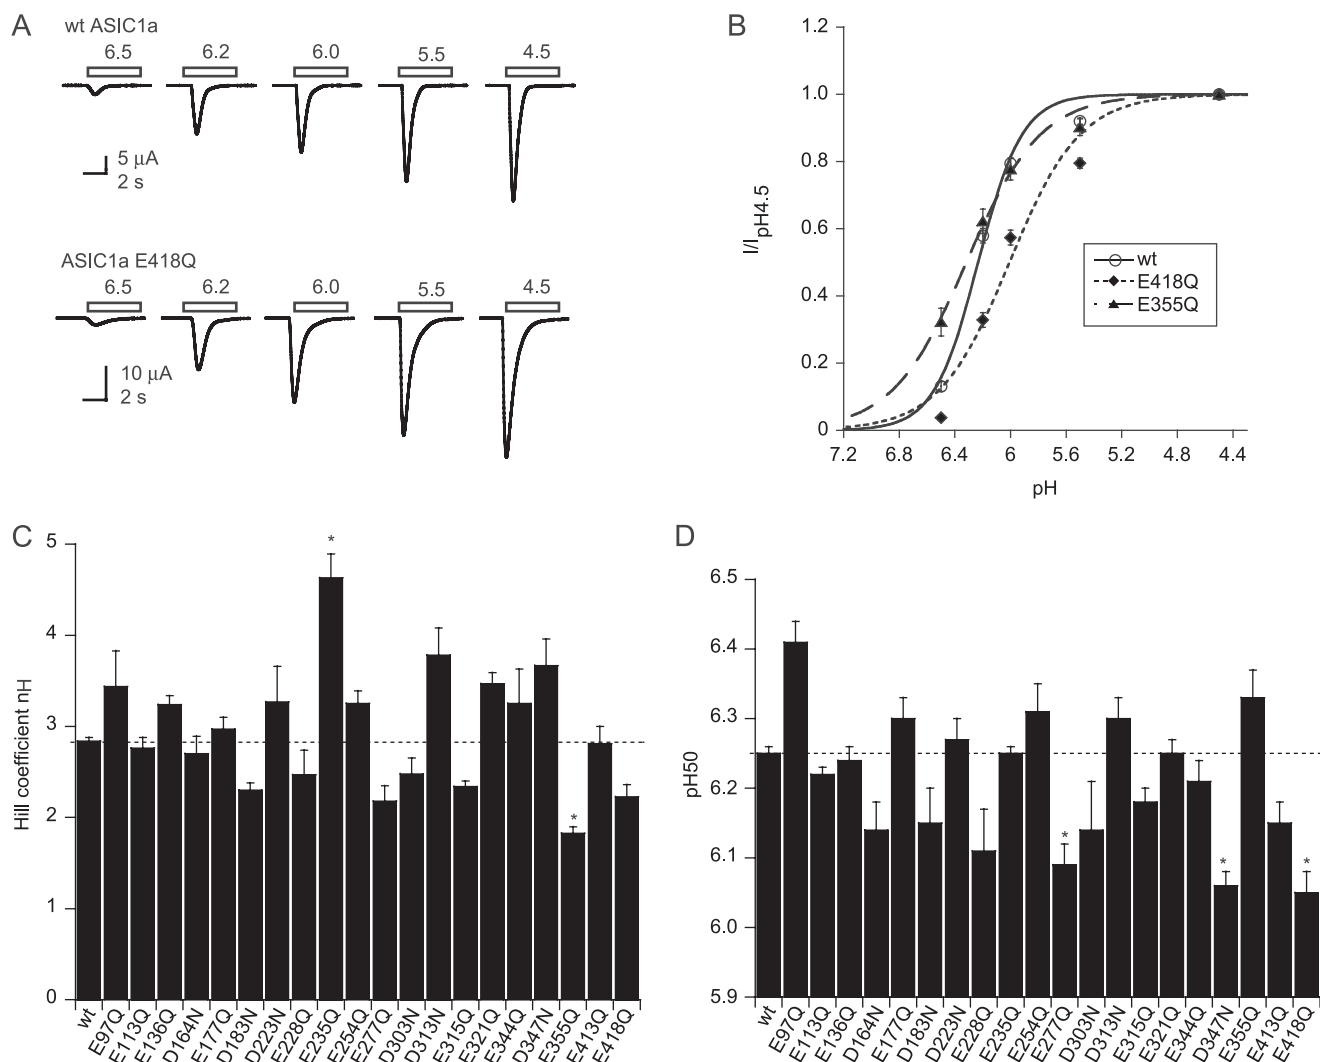 A
wt ASIC1a
6.5 6.2 6.0 5.5 4.5
5 µA
2 s
ASIC1a E418Q
6.5 6.2 6.0 5.5 4.5
10 µA
2 s
B
1.2
1.0
0.8
0.6
0.4
0.2
0
I/IpH4.5
wt
E418Q
E355Q
7.2 6.8 6.4 6 5.6 5.2 4.8 4.4
pH
C
5
4
3
2
1
0
Hill coefficient nH
*
*
wt E97Q E113Q E136Q D164N E177Q D183N D223N E228Q E235Q E254Q E277Q D303N D313N E315Q E321Q E344Q D347N E355Q E413Q E418Q
D
6.5
6.4
6.3
6.2
6.1
6.0
5.9
pH50
*
*
*
wt E97Q E113Q E136Q D164N E177Q D183N D223N E228Q E235Q E254Q E277Q D303N D313N E315Q E321Q E344Q D347N E355Q E413Q E418Q